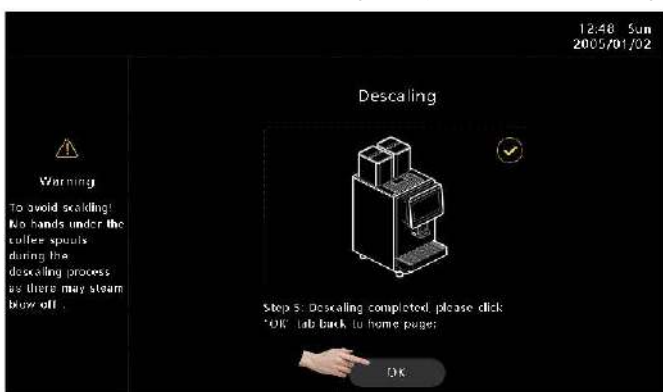 12:48 Sun
2005/01/02
Descaling
Warning
To avoid scalding!
No hands under the
coffee spouts
during the
descaling process
as there may steam
blow off .
Step 5: Descaling completed, please click
"OK" tab back to home page;
OK